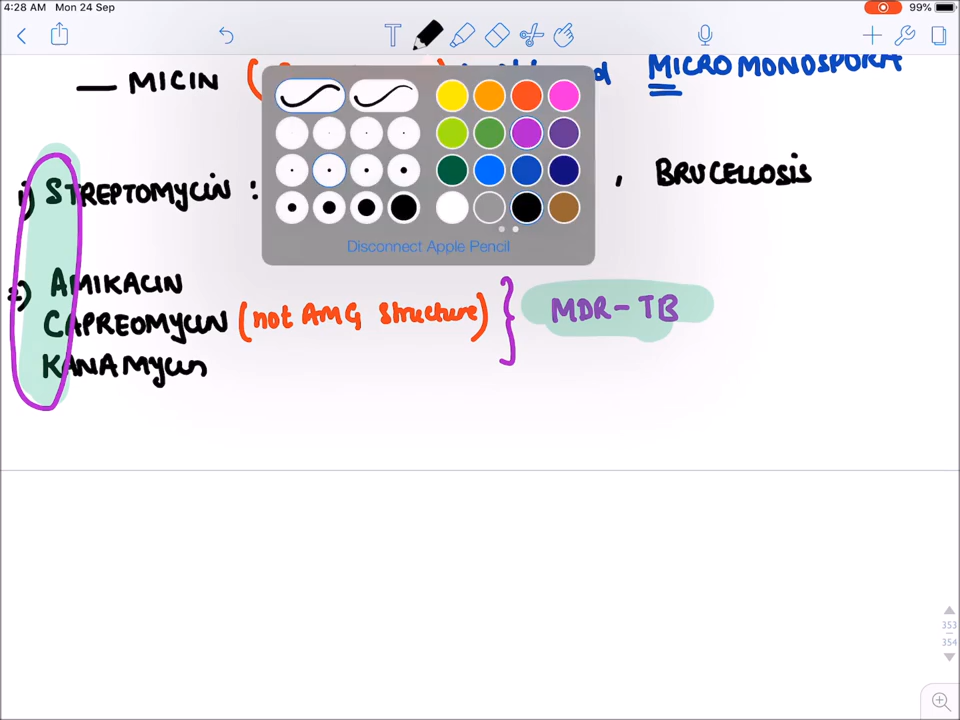 4:28 AM Mon 24 Sep
99%
T
— MICIN (
MICROMONOSPORA
i) STREPTOMYCIN :
, BRUCELLOSIS
Disconnect Apple Pencil
AMIKACIN
CAPREOMYCIN (not AMG Structure)
MDR-TB
KANAMYCIN
353
354